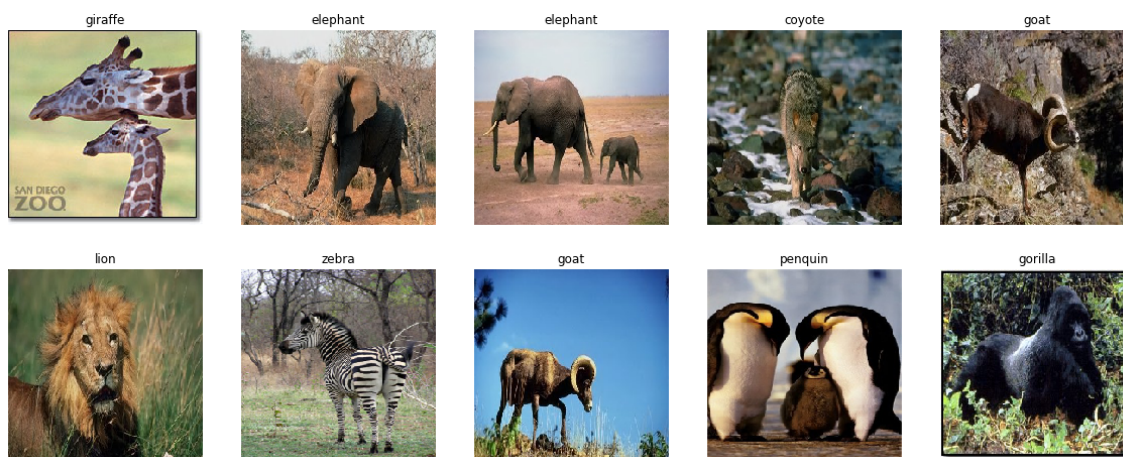 giraffe
elephant
elephant
coyote
goat
SAN DIEGO
ZOO
lion
zebra
goat
penquin
gorilla